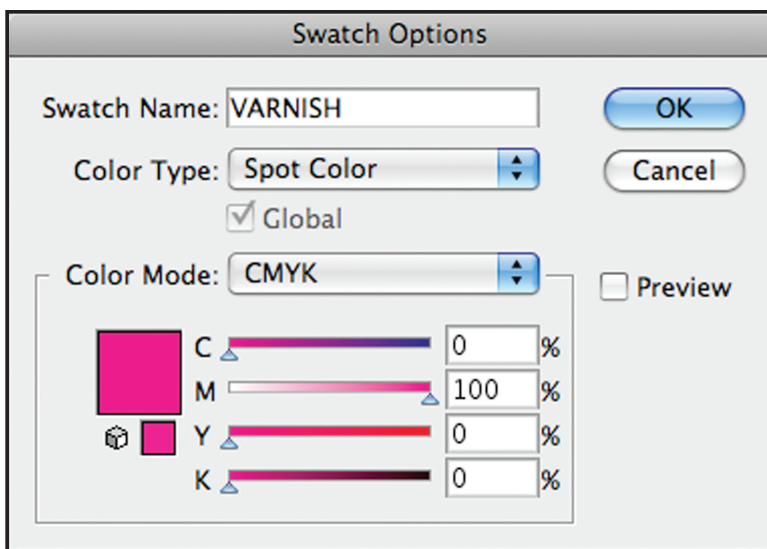 Swatch Options
Swatch Name: VARNISH OK
Color Type: Spot Color Cancel
Global
Color Mode: CMYK Preview
C 0 %
M 100 %
Y 0 %
K 0 %